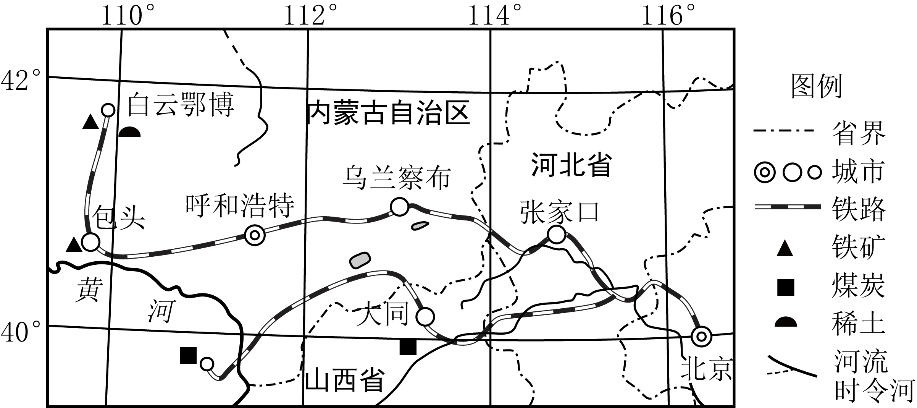 110° 112° 114° 116°
42°
白云鄂博
内蒙古自治区
河北省
乌兰察布
呼和浩特
包头
张家口
黄
河
大同
40°
北京
山西省
图例
省界
城市
铁路
铁矿
煤炭
稀土
河流
时令河